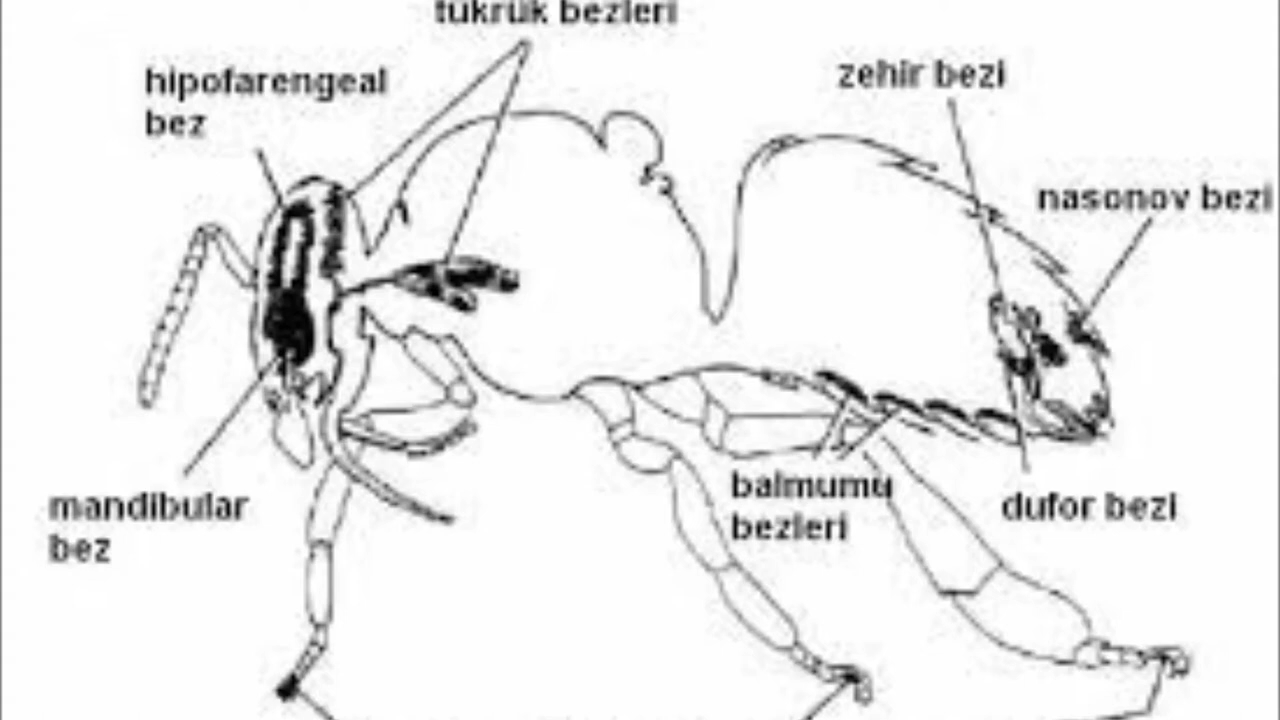 tükrük bezleri
hipofarengeal
bez
zehir bezi
nasonov bezi
mandibular
bez
balmumu
bezleri
dufor bezi